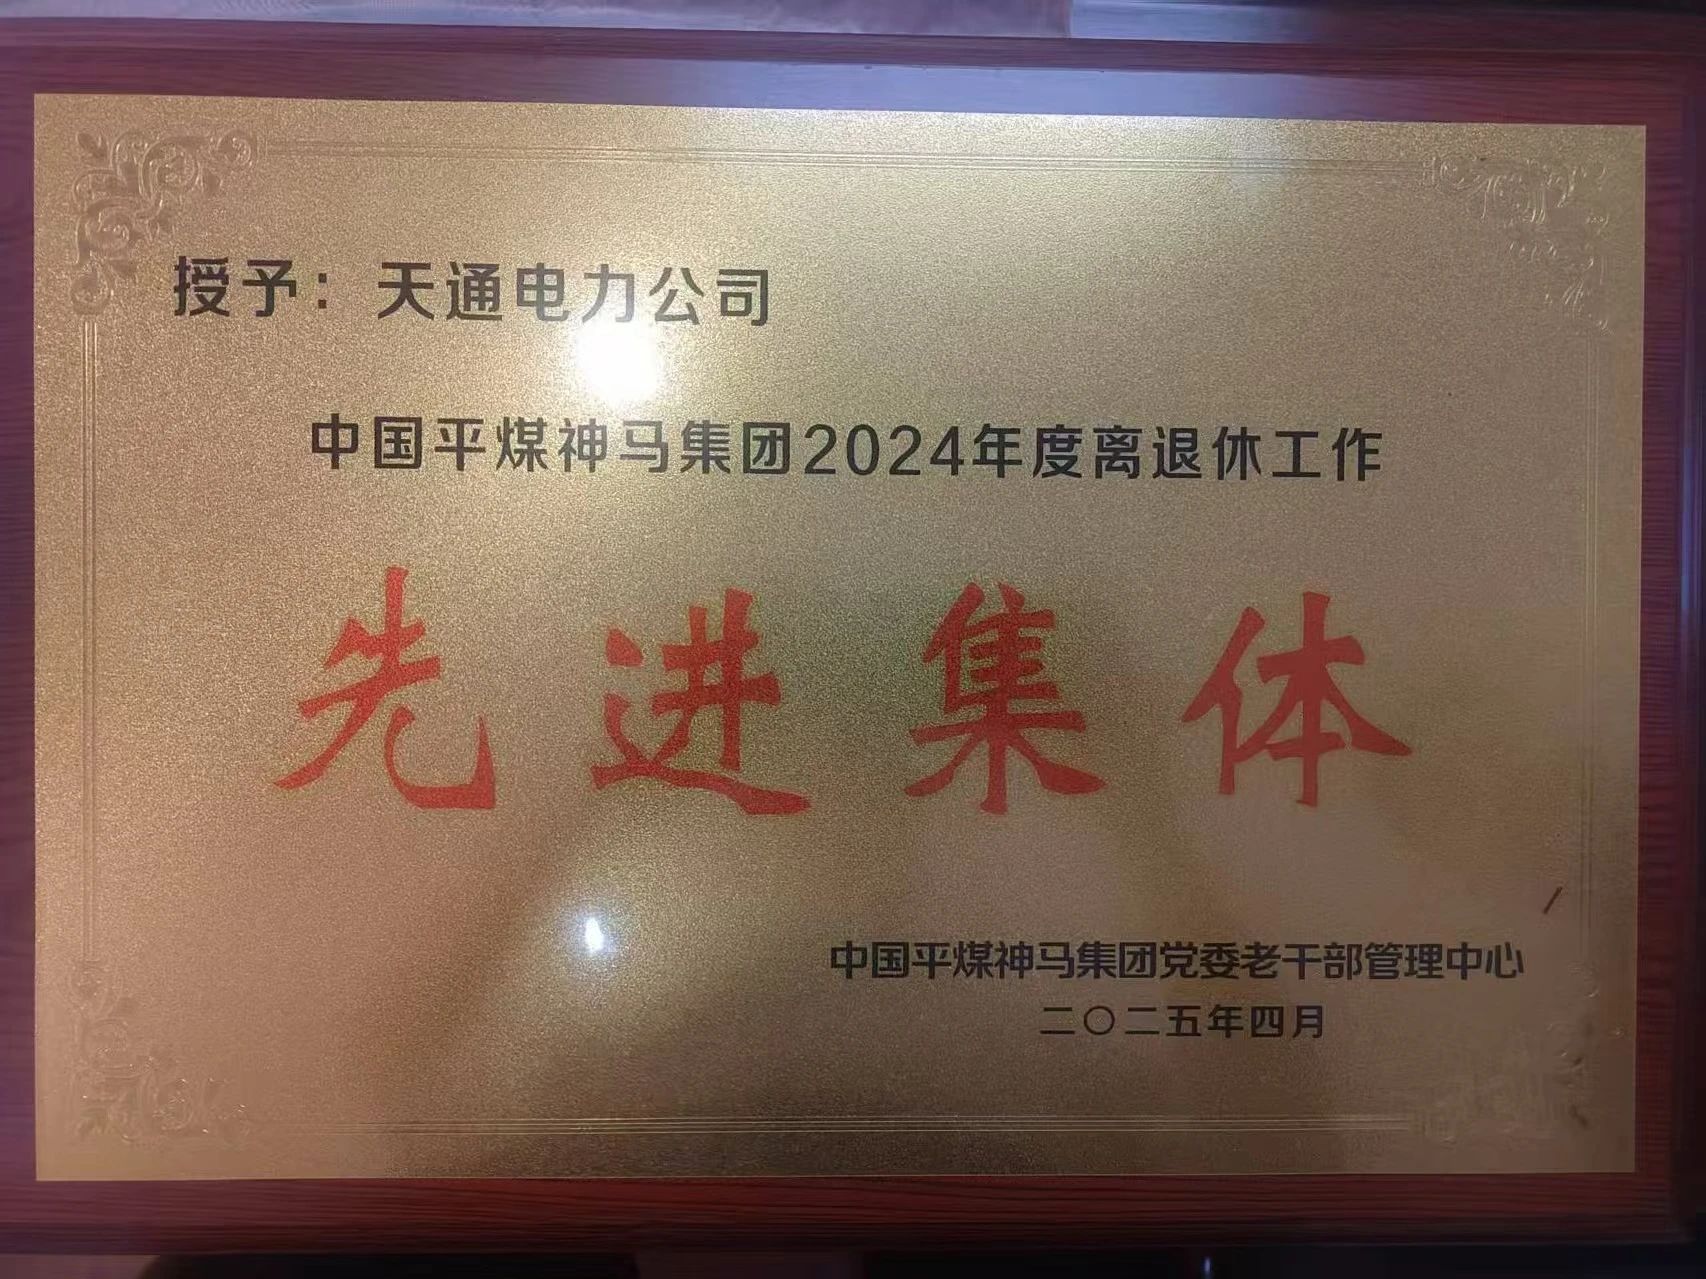 授予：天通电力公司
中国平煤神马集团2024年度离退休工作
先进集体
中国平煤神马集团党委老干部管理中心
二〇二五年四月